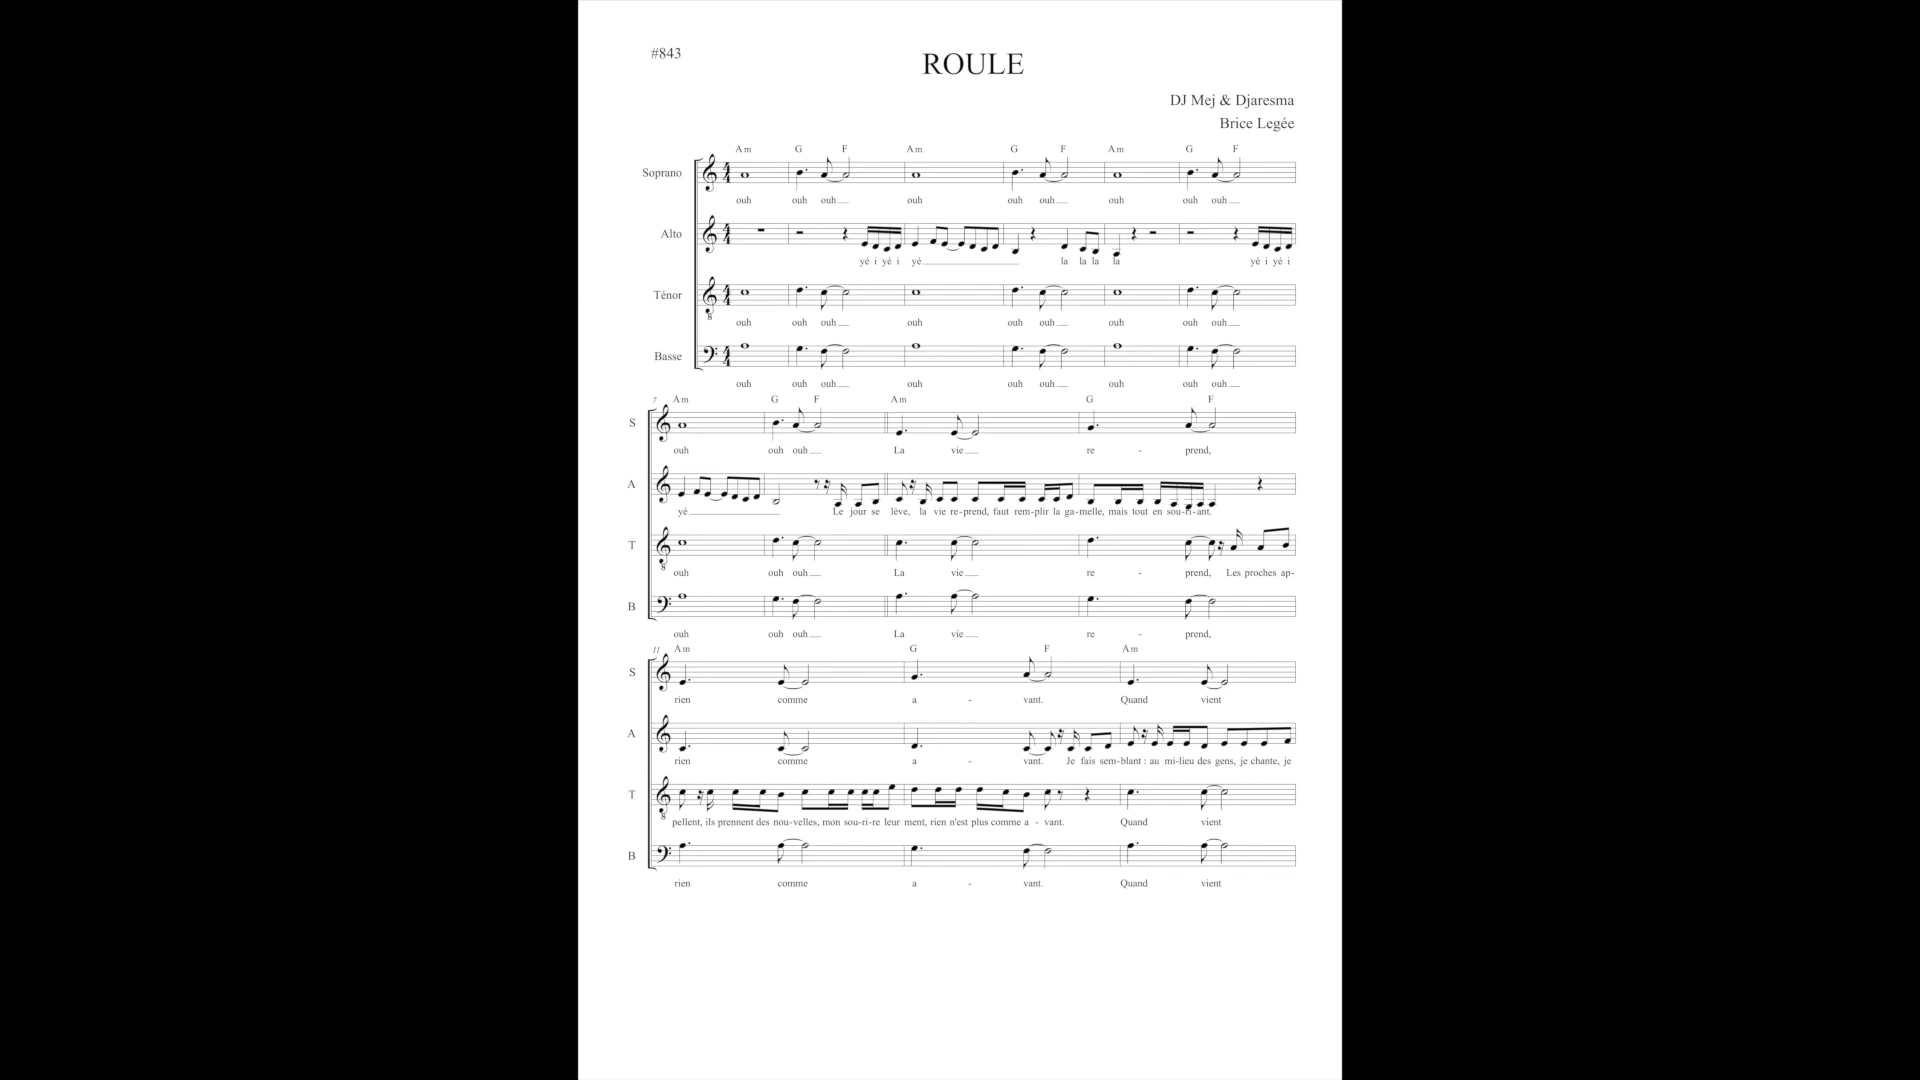 #843
ROULE
DJ Mej & Djaresma
Brice Legée
Am G F Am G F Am G F
Soprano
ouh ouh ouh ouh ouh ouh ouh ouh ouh
Alto
yé i yé i yé la la la la yé i yé i
Ténor
8
ouh ouh ouh ouh ouh ouh ouh ouh ouh
Basse
ouh ouh ouh ouh ouh ouh ouh ouh ouh
7 Am G F Am G F
S
ouh ouh ouh La vie re - prend,
A
yé Le jour se lève, la vie re-prend, faut rem-plir la ga-melle, mais tout en sou-ri-ant.
T
8
ouh ouh ouh La vie re - prend, Les proches ap-
B
ouh ouh ouh La vie re - prend,
11 Am G F Am
S
rien comme a - vant. Quand vient
A
rien comme a - vant. Je fais sem-blant : au mi-lieu des gens, je chante, je
T
8
pellent, ils prennent des nou-velles, mon sou-ri-re leur ment, rien n'est plus comme a - vant. Quand vient
B
rien comme a - vant. Quand vient